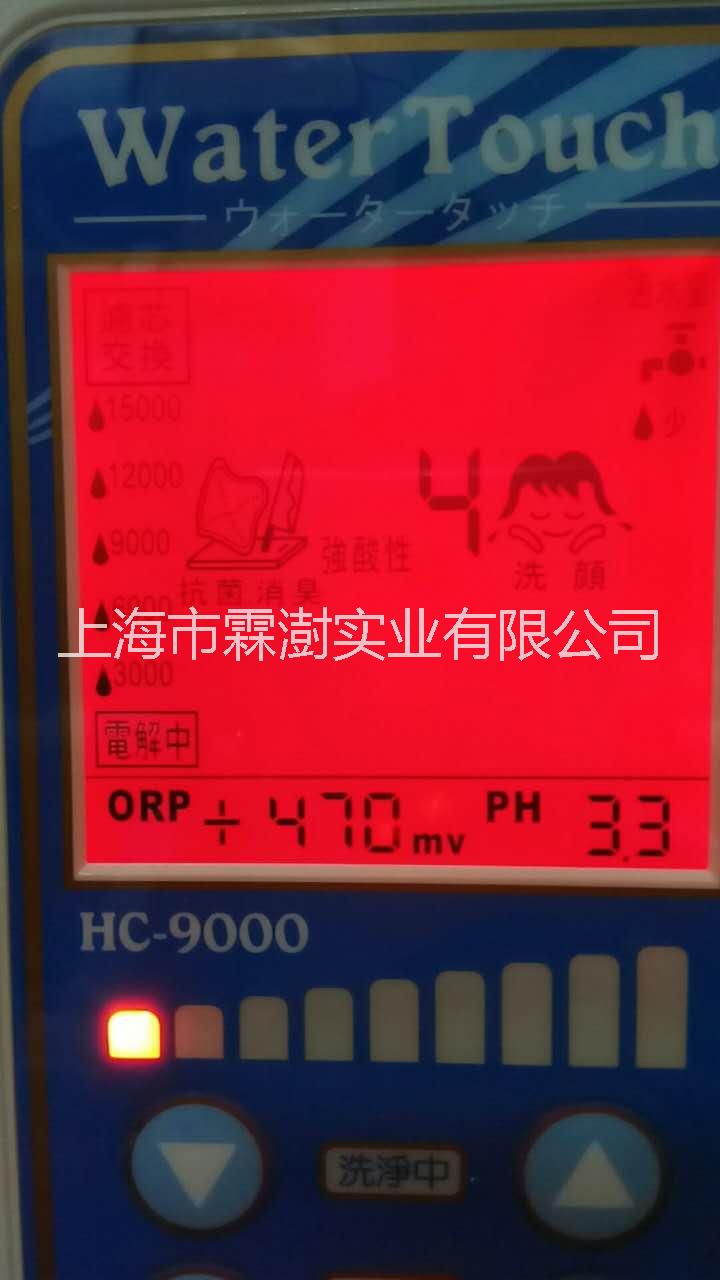 Water Touch
ウォータータッチ
濾芯
交換
15000
12000
9000
6000
3000
少
4
強酸性
洗顔
抗菌消臭
上海市霖澍实业有限公司
電解中
ORP +470mv PH 3.3
HC-9000
洗淨中